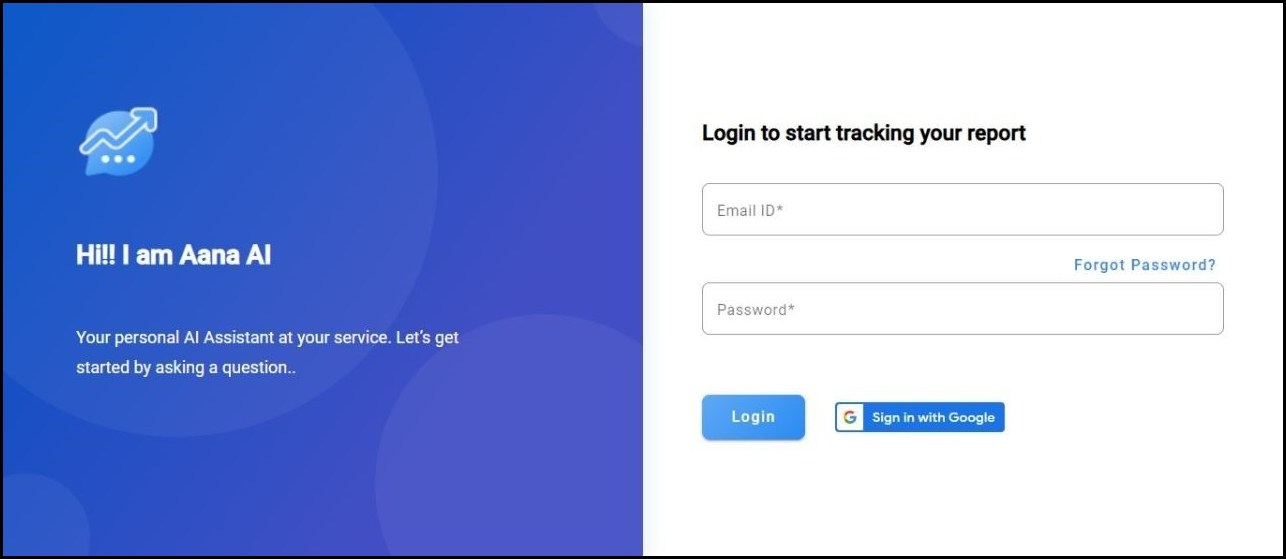 Hi!! I am Aana AI
Your personal AI Assistant at your service. Let's get
started by asking a question..
Login to start tracking your report
Email ID*
Forgot Password?
Password*
Login
Sign in with Google